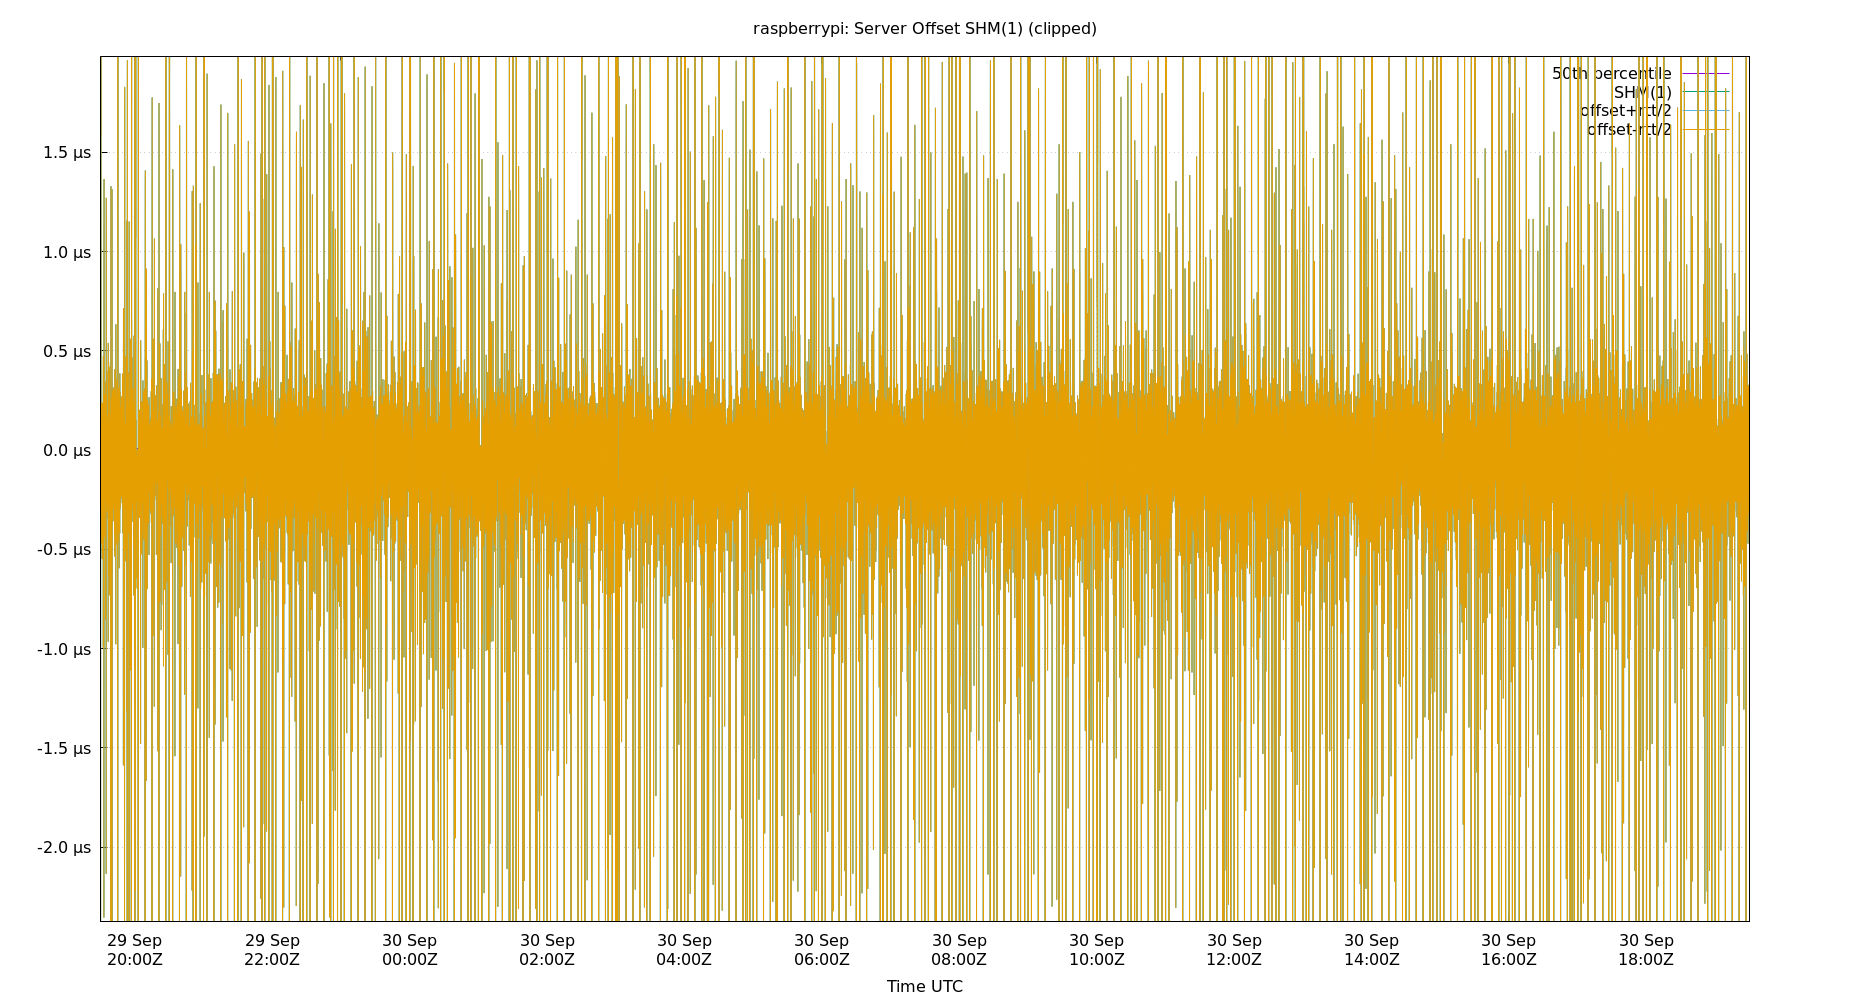 raspberrypi: Server Offset SHM(1) (clipped)
50th percentile
SHM(1)
offset+rtt/2
offset-rtt/2
1.5 µs
1.0 µs
0.5 µs
0.0 µs
-0.5 µs
-1.0 µs
-1.5 µs
-2.0 µs
29 Sep 29 Sep 30 Sep 30 Sep 30 Sep 30 Sep 30 Sep 30 Sep 30 Sep 30 Sep 30 Sep 30 Sep
20:00Z 22:00Z 00:00Z 02:00Z 04:00Z 06:00Z 08:00Z 10:00Z 12:00Z 14:00Z 16:00Z 18:00Z
Time UTC